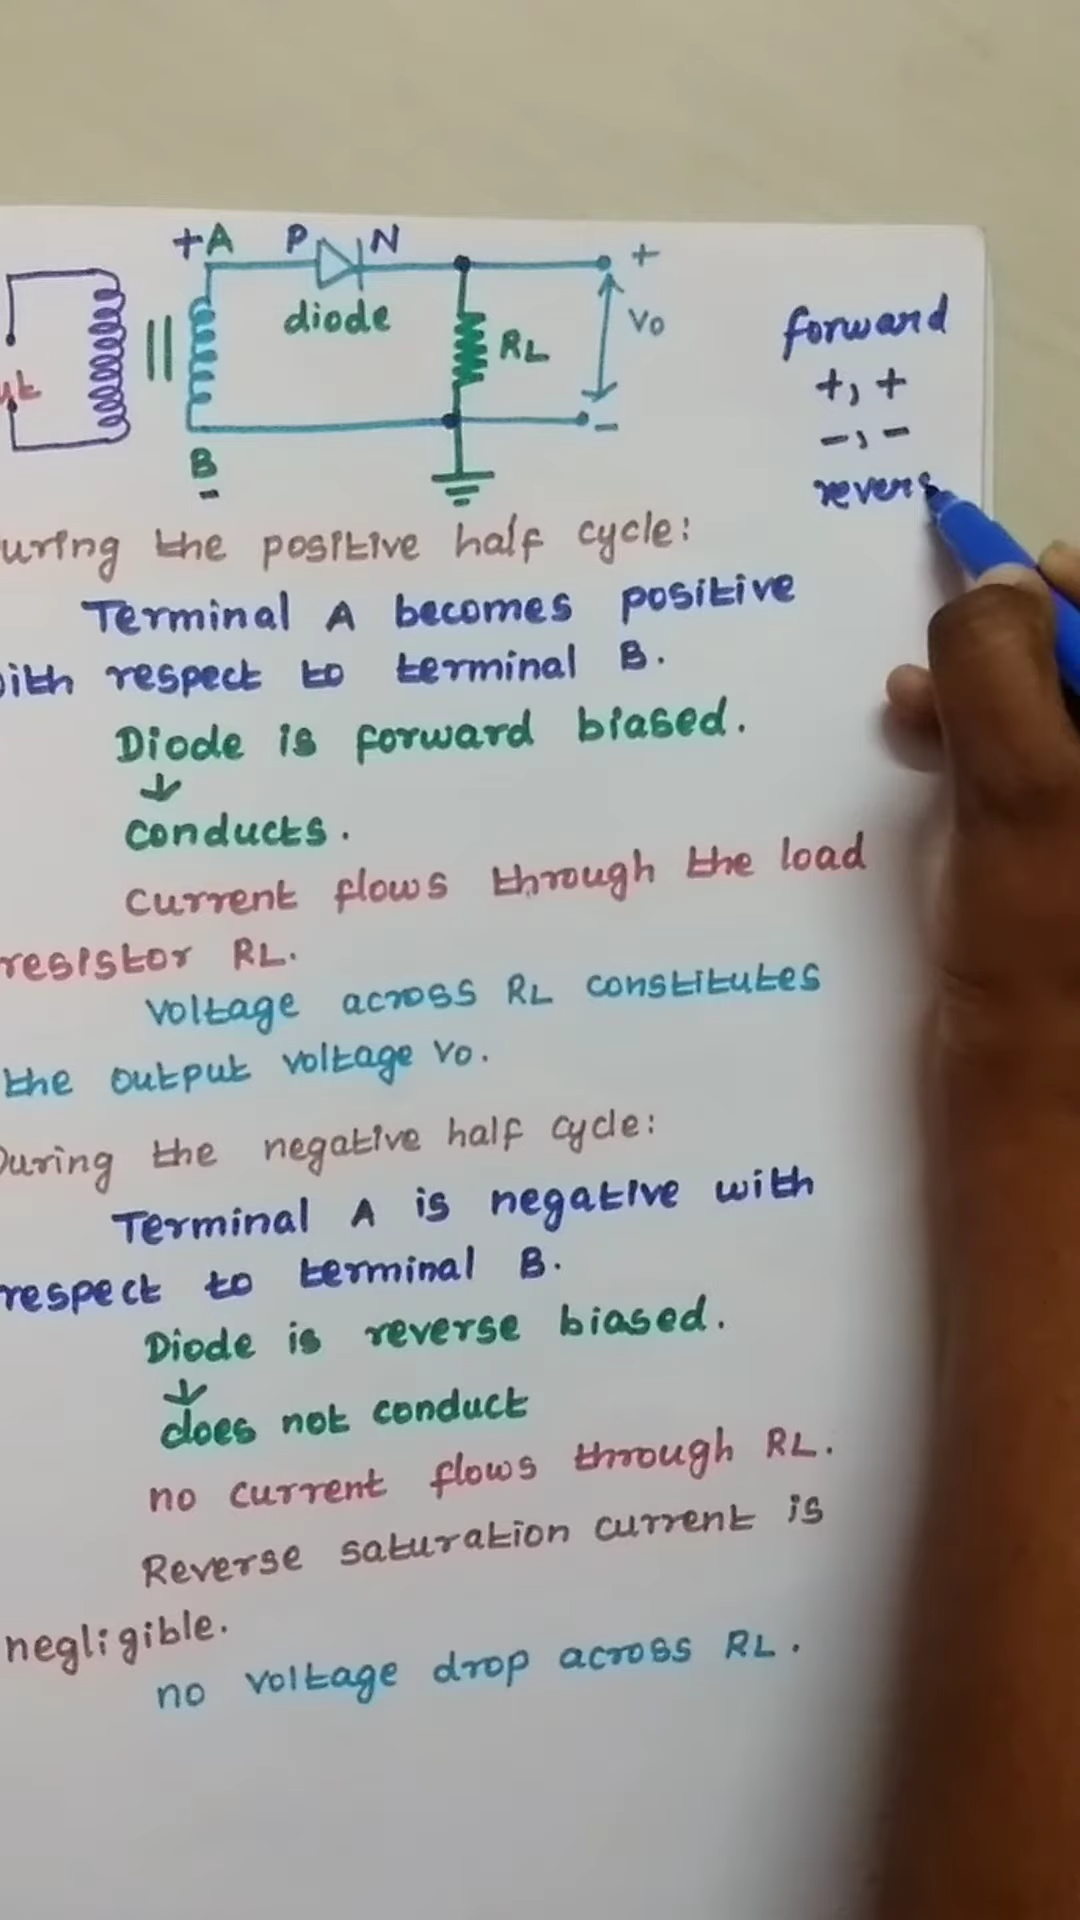 +A P N +
diode
RL
Vo
B
-
-
forward
+, +
-, -
revers
uring the positive half cycle:
Terminal A becomes positive
ith respect to terminal B.
Diode is forward biased.
↓
conducts.
current flows through the load
resistor RL.
voltage across RL constitutes
the output voltage Vo.
During the negative half cycle:
Terminal A is negative with
respect to terminal B.
Diode is reverse biased.
↓
does not conduct
no current flows through RL.
Reverse saturation current is
negligible.
no voltage drop across RL.